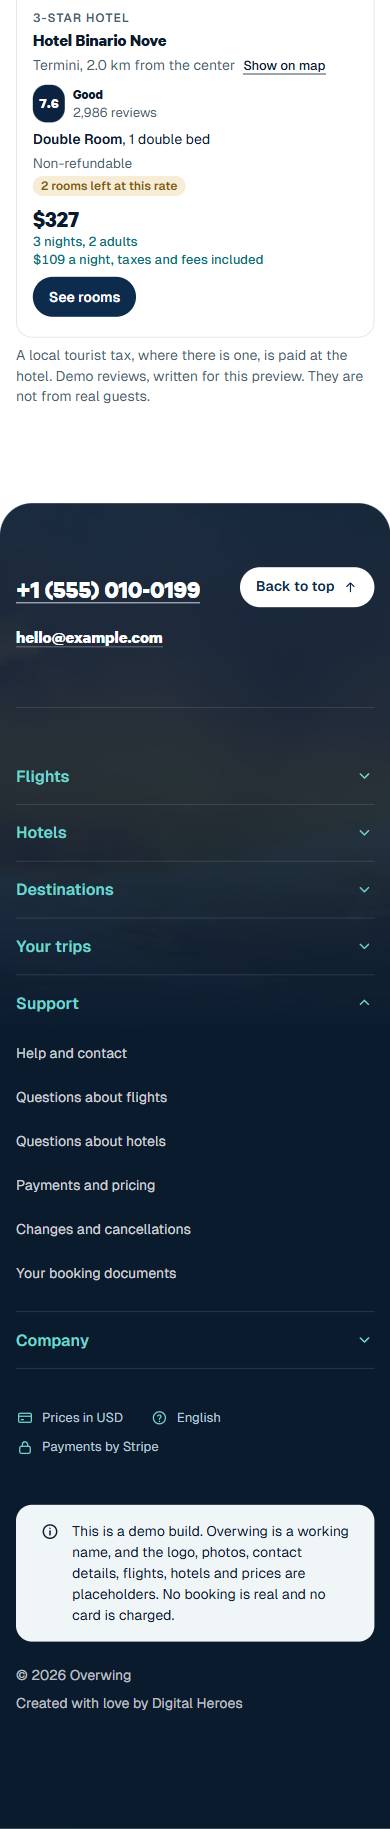 3-STAR HOTEL
Hotel Binario Nove
Termini, 2.0 km from the center Show on map
7.6 Good
2,986 reviews
Double Room, 1 double bed
Non-refundable
2 rooms left at this rate
$327
3 nights, 2 adults
$109 a night, taxes and fees included
See rooms
A local tourist tax, where there is one, is paid at the
hotel. Demo reviews, written for this preview. They are
not from real guests.
+1 (555) 010-0199
Back to top
hello@example.com
Flights
Hotels
Destinations
Your trips
Support
Help and contact
Questions about flights
Questions about hotels
Payments and pricing
Changes and cancellations
Your booking documents
Company
Prices in USD English
Payments by Stripe
This is a demo build. Overwing is a working
name, and the logo, photos, contact
details, flights, hotels and prices are
placeholders. No booking is real and no
card is charged.
© 2026 Overwing
Created with love by Digital Heroes